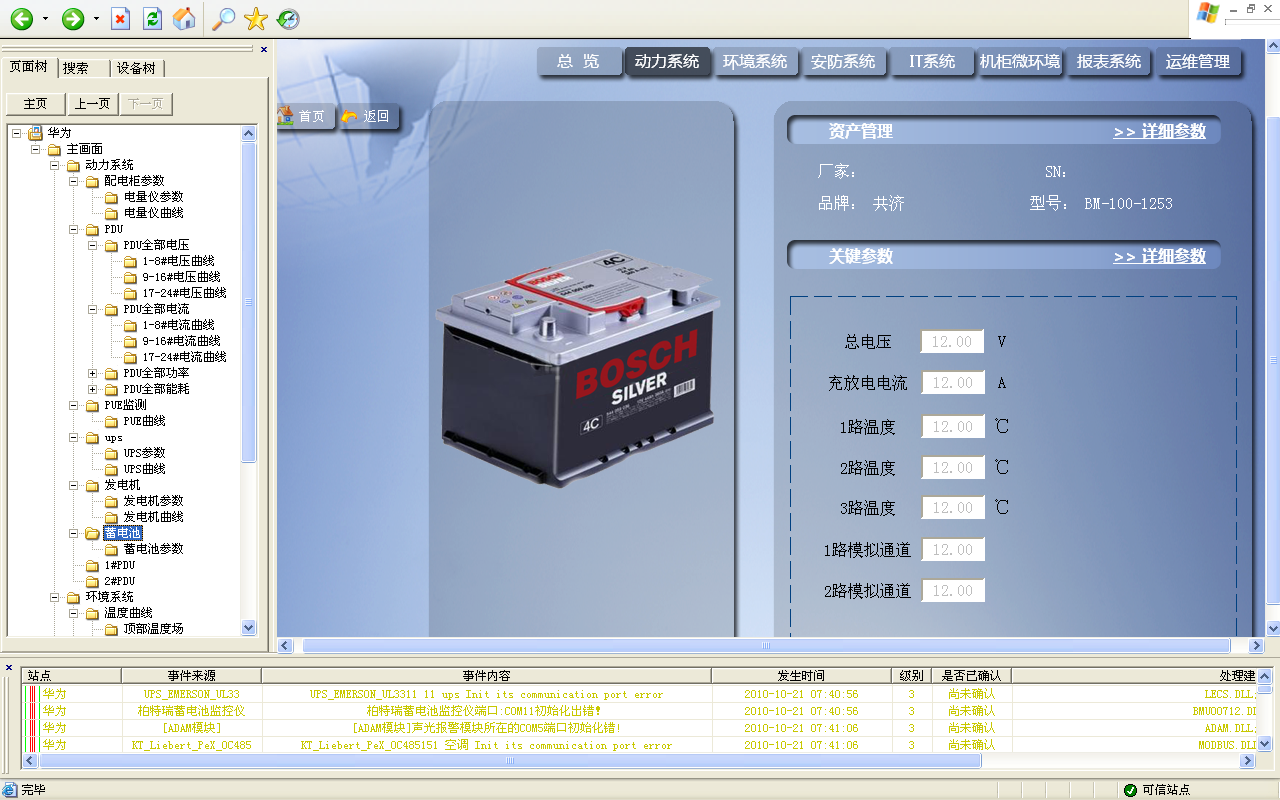 总 览
动力系统
环境系统
安防系统
IT系统
机柜微环境
报表系统
运维管理
页面树
搜索
设备树
主页
上一页
下一页
华为
主画面
动力系统
配电柜参数
电量仪参数
电量仪曲线
PDU
PDU全部电压
1-8#电压曲线
9-16#电压曲线
17-24#电压曲线
PDU全部电流
1-8#电流曲线
9-16#电流曲线
17-24#电流曲线
PDU全部功率
PDU全部能耗
PUE监测
PUE曲线
ups
UPS参数
UPS曲线
发电机
发电机参数
发电机曲线
蓄电池
蓄电池参数
1#PDU
2#PDU
环境系统
温度曲线
顶部温度场
首页
返回
4C
BOSCH
SILVER
BOSCH
SILVER
4C
资产管理
>> 详细参数
厂家:
SN:
品牌: 共济
型号: BM-100-1253
关键参数
>> 详细参数
总电压 12.00 V
充放电电流 12.00 A
1路温度 12.00 ℃
2路温度 12.00 ℃
3路温度 12.00 ℃
1路模拟通道 12.00
2路模拟通道 12.00
站点 事件来源 事件内容 发生时间 级别 是否已确认 处理建
华为 UPS_EMERSON_UL33 UPS_EMERSON_UL3311 11 ups Init its communication port error 2010-10-21 07:40:56 3 尚未确认 LECS.DLL;
华为 柏特瑞蓄电池监控仪 柏特瑞蓄电池监控仪端口:COM11初始化出错! 2010-10-21 07:40:56 3 尚未确认 BMU00712.Dl
华为 [ADAM模块] [ADAM模块]声光报警模块所在的COM5端口初始化错! 2010-10-21 07:41:06 3 尚未确认 ADAM.DLL;
华为 KT_Liebert_PeX_OC485 KT_Liebert_PeX_OC485151 空调 Init its communication port error 2010-10-21 07:41:06 3 尚未确认 MODBUS.DLl
完毕
可信站点